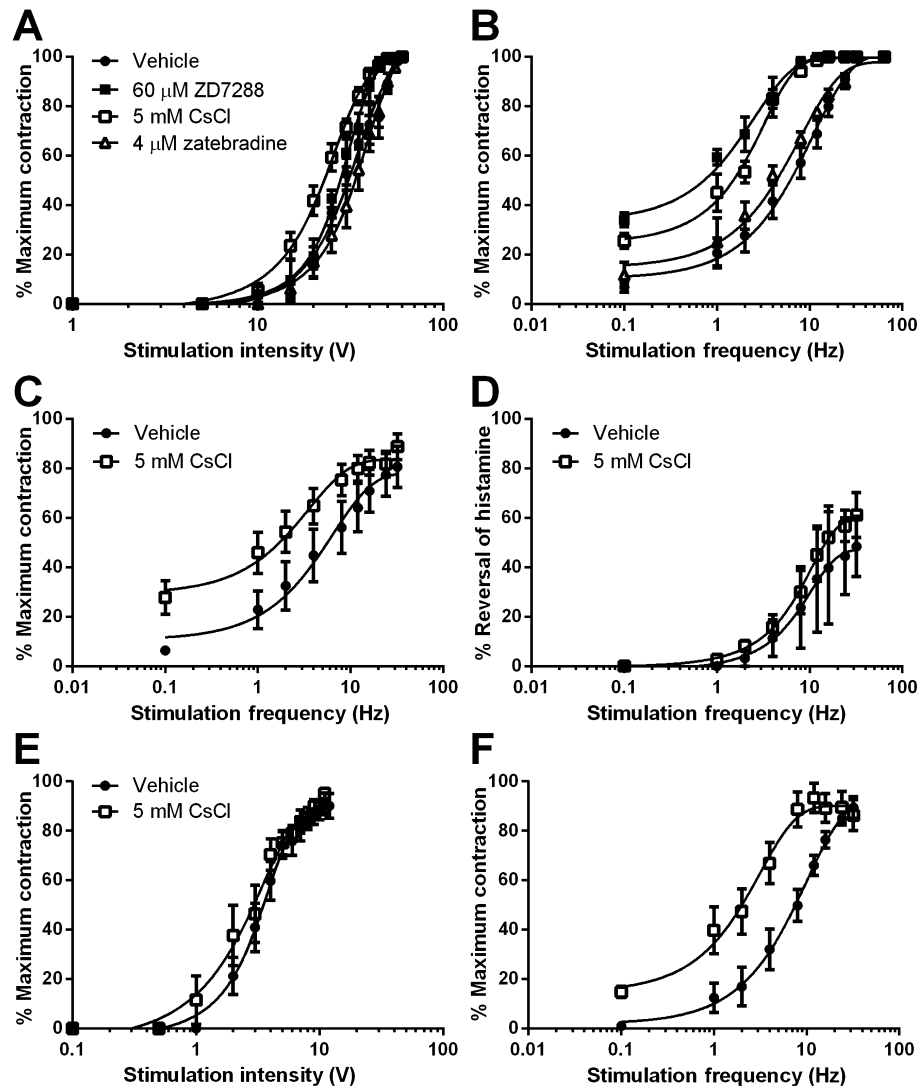 A
Vehicle
60 μM ZD7288
5 mM CsCl
4 μM zatebradine
% Maximum contraction
100
80
60
40
20
0
1
10
100
Stimulation intensity (V)
B
% Maximum contraction
100
80
60
40
20
0
0.01
0.1
1
10
100
Stimulation frequency (Hz)
C
Vehicle
5 mM CsCl
% Maximum contraction
100
80
60
40
20
0
0.01
0.1
1
10
100
Stimulation frequency (Hz)
D
Vehicle
5 mM CsCl
% Reversal of histamine
100
80
60
40
20
0
0.01
0.1
1
10
100
Stimulation frequency (Hz)
E
Vehicle
5 mM CsCl
% Maximum contraction
100
80
60
40
20
0
0.1
1
10
100
Stimulation intensity (V)
F
% Maximum contraction
100
80
60
40
20
0
0.01
0.1
1
10
100
Stimulation frequency (Hz)